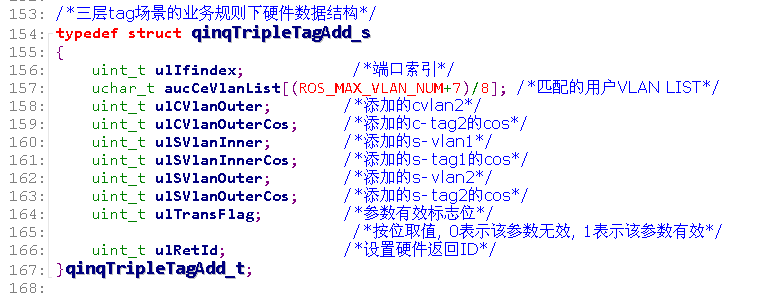 153: /*三层tag场景的业务规则下硬件数据结构*/
154: typedef struct qinqTripleTagAdd_s
155: {
156: uint_t ulIfindex; /*端口索引*/
157: uchar_t aucCeVlanList[(ROS_MAX_VLAN_NUM+7)/8]; /*匹配的用户VLAN LIST*/
158: uint_t ulCVlanOuter; /*添加的cvlan2*/
159: uint_t ulCVlanOuterCos; /*添加的c-tag2的cos*/
160: uint_t ulSVlanInner; /*添加的s-vlan1*/
161: uint_t ulSVlanInnerCos; /*添加的s-tag1的cos*/
162: uint_t ulSVlanOuter; /*添加的s-vlan2*/
163: uint_t ulSVlanOuterCos; /*添加的s-tag2的cos*/
164: uint_t ulTransFlag; /*参数有效标志位*/
165: /*按位取值, 0表示该参数无效, 1表示该参数有效*/
166: uint_t ulRetId; /*设置硬件返回ID*/
167: }qinqTripleTagAdd_t;
168: